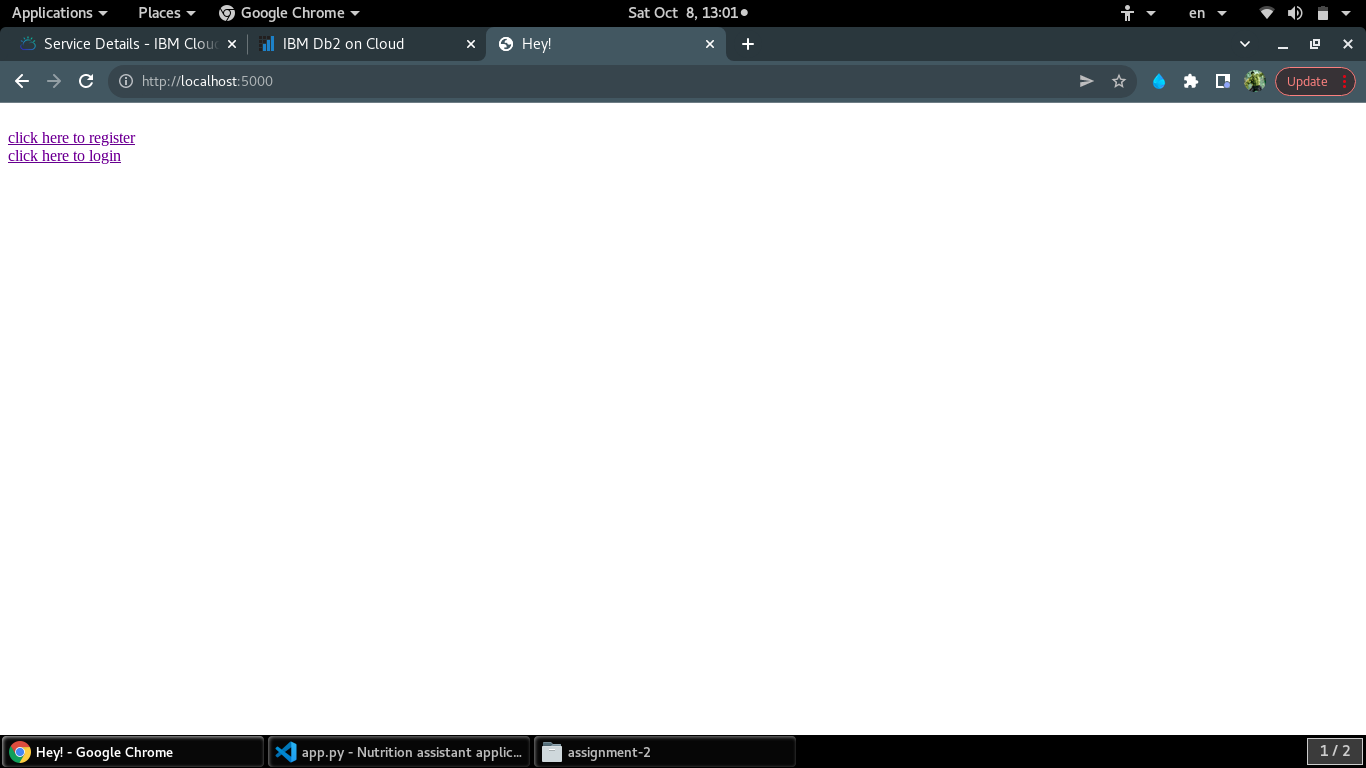 Applications Places Google Chrome Sat Oct 8, 13:01 en
Service Details - IBM Clou IBM Db2 on Cloud Hey!
http://localhost:5000 Update
click here to register
click here to login
Hey! - Google Chrome app.py - Nutrition assistant applic... assignment-2 1 / 2